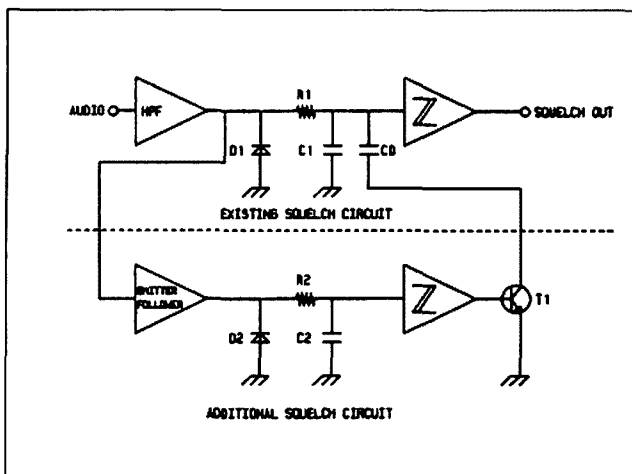 R1
AUDIO HPF SQUELCH OUT
D1 C1 CD
EXISTING SQUELCH CIRCUIT
EMITTER
FOLLOWER
R2
T1
D2 C2
ADDITIONAL SQUELCH CIRCUIT